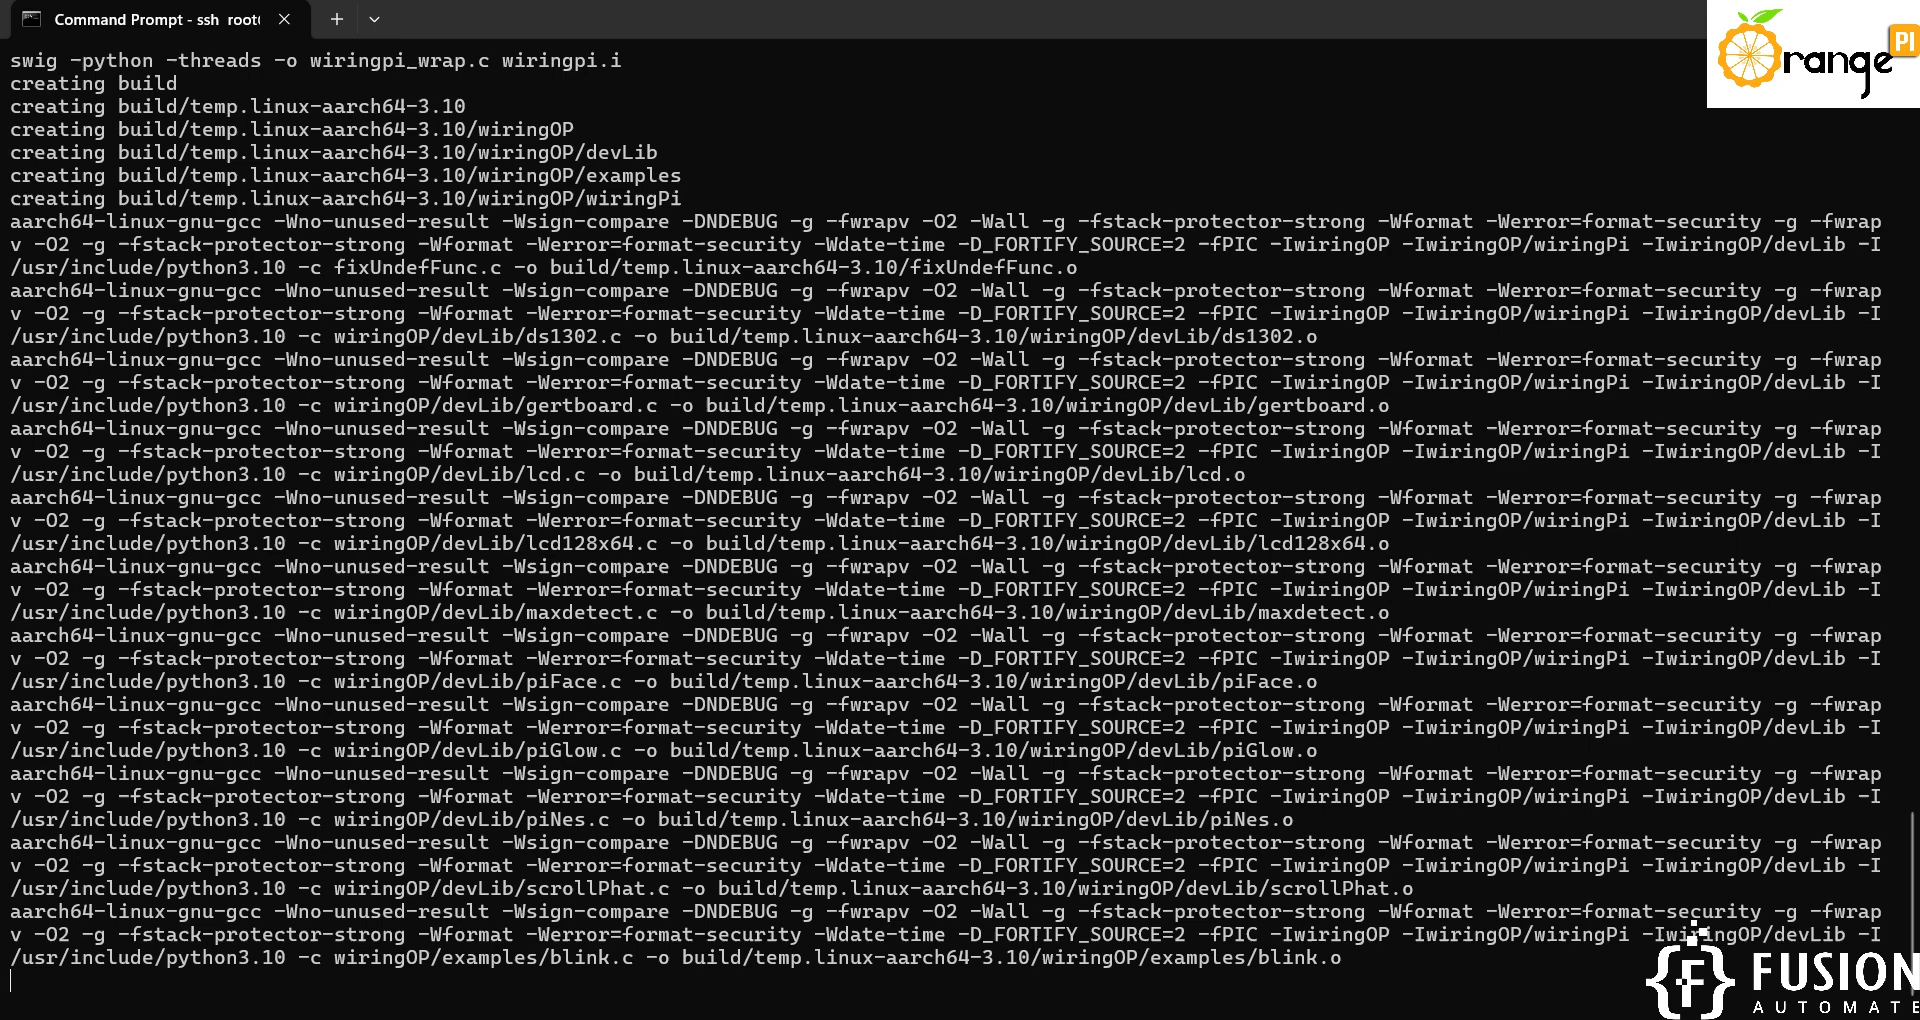 Command Prompt - ssh root(
PI
range
swig -python -threads -o wiringpi_wrap.c wiringpi.i
creating build
creating build/temp.linux-aarch64-3.10
creating build/temp.linux-aarch64-3.10/wiringOP
creating build/temp.linux-aarch64-3.10/wiringOP/devLib
creating build/temp.linux-aarch64-3.10/wiringOP/examples
creating build/temp.linux-aarch64-3.10/wiringOP/wiringPi
aarch64-linux-gnu-gcc -Wno-unused-result -Wsign-compare -DNDEBUG -g -fwrapv -O2 -Wall -g -fstack-protector-strong -Wformat -Werror=format-security -g -fwrap
v -O2 -g -fstack-protector-strong -Wformat -Werror=format-security -Wdate-time -D_FORTIFY_SOURCE=2 -fPIC -IwiringOP -IwiringOP/wiringPi -IwiringOP/devLib -I
/usr/include/python3.10 -c fixUndefFunc.c -o build/temp.linux-aarch64-3.10/fixUndefFunc.o
aarch64-linux-gnu-gcc -Wno-unused-result -Wsign-compare -DNDEBUG -g -fwrapv -O2 -Wall -g -fstack-protector-strong -Wformat -Werror=format-security -g -fwrap
v -O2 -g -fstack-protector-strong -Wformat -Werror=format-security -Wdate-time -D_FORTIFY_SOURCE=2 -fPIC -IwiringOP -IwiringOP/wiringPi -IwiringOP/devLib -I
/usr/include/python3.10 -c wiringOP/devLib/ds1302.c -o build/temp.linux-aarch64-3.10/wiringOP/devLib/ds1302.o
aarch64-linux-gnu-gcc -Wno-unused-result -Wsign-compare -DNDEBUG -g -fwrapv -O2 -Wall -g -fstack-protector-strong -Wformat -Werror=format-security -g -fwrap
v -O2 -g -fstack-protector-strong -Wformat -Werror=format-security -Wdate-time -D_FORTIFY_SOURCE=2 -fPIC -IwiringOP -IwiringOP/wiringPi -IwiringOP/devLib -I
/usr/include/python3.10 -c wiringOP/devLib/gertboard.c -o build/temp.linux-aarch64-3.10/wiringOP/devLib/gertboard.o
aarch64-linux-gnu-gcc -Wno-unused-result -Wsign-compare -DNDEBUG -g -fwrapv -O2 -Wall -g -fstack-protector-strong -Wformat -Werror=format-security -g -fwrap
v -O2 -g -fstack-protector-strong -Wformat -Werror=format-security -Wdate-time -D_FORTIFY_SOURCE=2 -fPIC -IwiringOP -IwiringOP/wiringPi -IwiringOP/devLib -I
/usr/include/python3.10 -c wiringOP/devLib/lcd.c -o build/temp.linux-aarch64-3.10/wiringOP/devLib/lcd.o
aarch64-linux-gnu-gcc -Wno-unused-result -Wsign-compare -DNDEBUG -g -fwrapv -O2 -Wall -g -fstack-protector-strong -Wformat -Werror=format-security -g -fwrap
v -O2 -g -fstack-protector-strong -Wformat -Werror=format-security -Wdate-time -D_FORTIFY_SOURCE=2 -fPIC -IwiringOP -IwiringOP/wiringPi -IwiringOP/devLib -I
/usr/include/python3.10 -c wiringOP/devLib/lcd128x64.c -o build/temp.linux-aarch64-3.10/wiringOP/devLib/lcd128x64.o
aarch64-linux-gnu-gcc -Wno-unused-result -Wsign-compare -DNDEBUG -g -fwrapv -O2 -Wall -g -fstack-protector-strong -Wformat -Werror=format-security -g -fwrap
v -O2 -g -fstack-protector-strong -Wformat -Werror=format-security -Wdate-time -D_FORTIFY_SOURCE=2 -fPIC -IwiringOP -IwiringOP/wiringPi -IwiringOP/devLib -I
/usr/include/python3.10 -c wiringOP/devLib/maxdetect.c -o build/temp.linux-aarch64-3.10/wiringOP/devLib/maxdetect.o
aarch64-linux-gnu-gcc -Wno-unused-result -Wsign-compare -DNDEBUG -g -fwrapv -O2 -Wall -g -fstack-protector-strong -Wformat -Werror=format-security -g -fwrap
v -O2 -g -fstack-protector-strong -Wformat -Werror=format-security -Wdate-time -D_FORTIFY_SOURCE=2 -fPIC -IwiringOP -IwiringOP/wiringPi -IwiringOP/devLib -I
/usr/include/python3.10 -c wiringOP/devLib/piFace.c -o build/temp.linux-aarch64-3.10/wiringOP/devLib/piFace.o
aarch64-linux-gnu-gcc -Wno-unused-result -Wsign-compare -DNDEBUG -g -fwrapv -O2 -Wall -g -fstack-protector-strong -Wformat -Werror=format-security -g -fwrap
v -O2 -g -fstack-protector-strong -Wformat -Werror=format-security -Wdate-time -D_FORTIFY_SOURCE=2 -fPIC -IwiringOP -IwiringOP/wiringPi -IwiringOP/devLib -I
/usr/include/python3.10 -c wiringOP/devLib/piGlow.c -o build/temp.linux-aarch64-3.10/wiringOP/devLib/piGlow.o
aarch64-linux-gnu-gcc -Wno-unused-result -Wsign-compare -DNDEBUG -g -fwrapv -O2 -Wall -g -fstack-protector-strong -Wformat -Werror=format-security -g -fwrap
v -O2 -g -fstack-protector-strong -Wformat -Werror=format-security -Wdate-time -D_FORTIFY_SOURCE=2 -fPIC -IwiringOP -IwiringOP/wiringPi -IwiringOP/devLib -I
/usr/include/python3.10 -c wiringOP/devLib/piNes.c -o build/temp.linux-aarch64-3.10/wiringOP/devLib/piNes.o
aarch64-linux-gnu-gcc -Wno-unused-result -Wsign-compare -DNDEBUG -g -fwrapv -O2 -Wall -g -fstack-protector-strong -Wformat -Werror=format-security -g -fwrap
v -O2 -g -fstack-protector-strong -Wformat -Werror=format-security -Wdate-time -D_FORTIFY_SOURCE=2 -fPIC -IwiringOP -IwiringOP/wiringPi -IwiringOP/devLib -I
/usr/include/python3.10 -c wiringOP/devLib/scrollPhat.c -o build/temp.linux-aarch64-3.10/wiringOP/devLib/scrollPhat.o
aarch64-linux-gnu-gcc -Wno-unused-result -Wsign-compare -DNDEBUG -g -fwrapv -O2 -Wall -g -fstack-protector-strong -Wformat -Werror=format-security -g -fwrap
v -O2 -g -fstack-protector-strong -Wformat -Werror=format-security -Wdate-time -D_FORTIFY_SOURCE=2 -fPIC -IwiringOP -IwiringOP/wiringPi -IwiringOP/devLib -I
/usr/include/python3.10 -c wiringOP/examples/blink.c -o build/temp.linux-aarch64-3.10/wiringOP/examples/blink.o
{F} FUSION
AUTOMATE